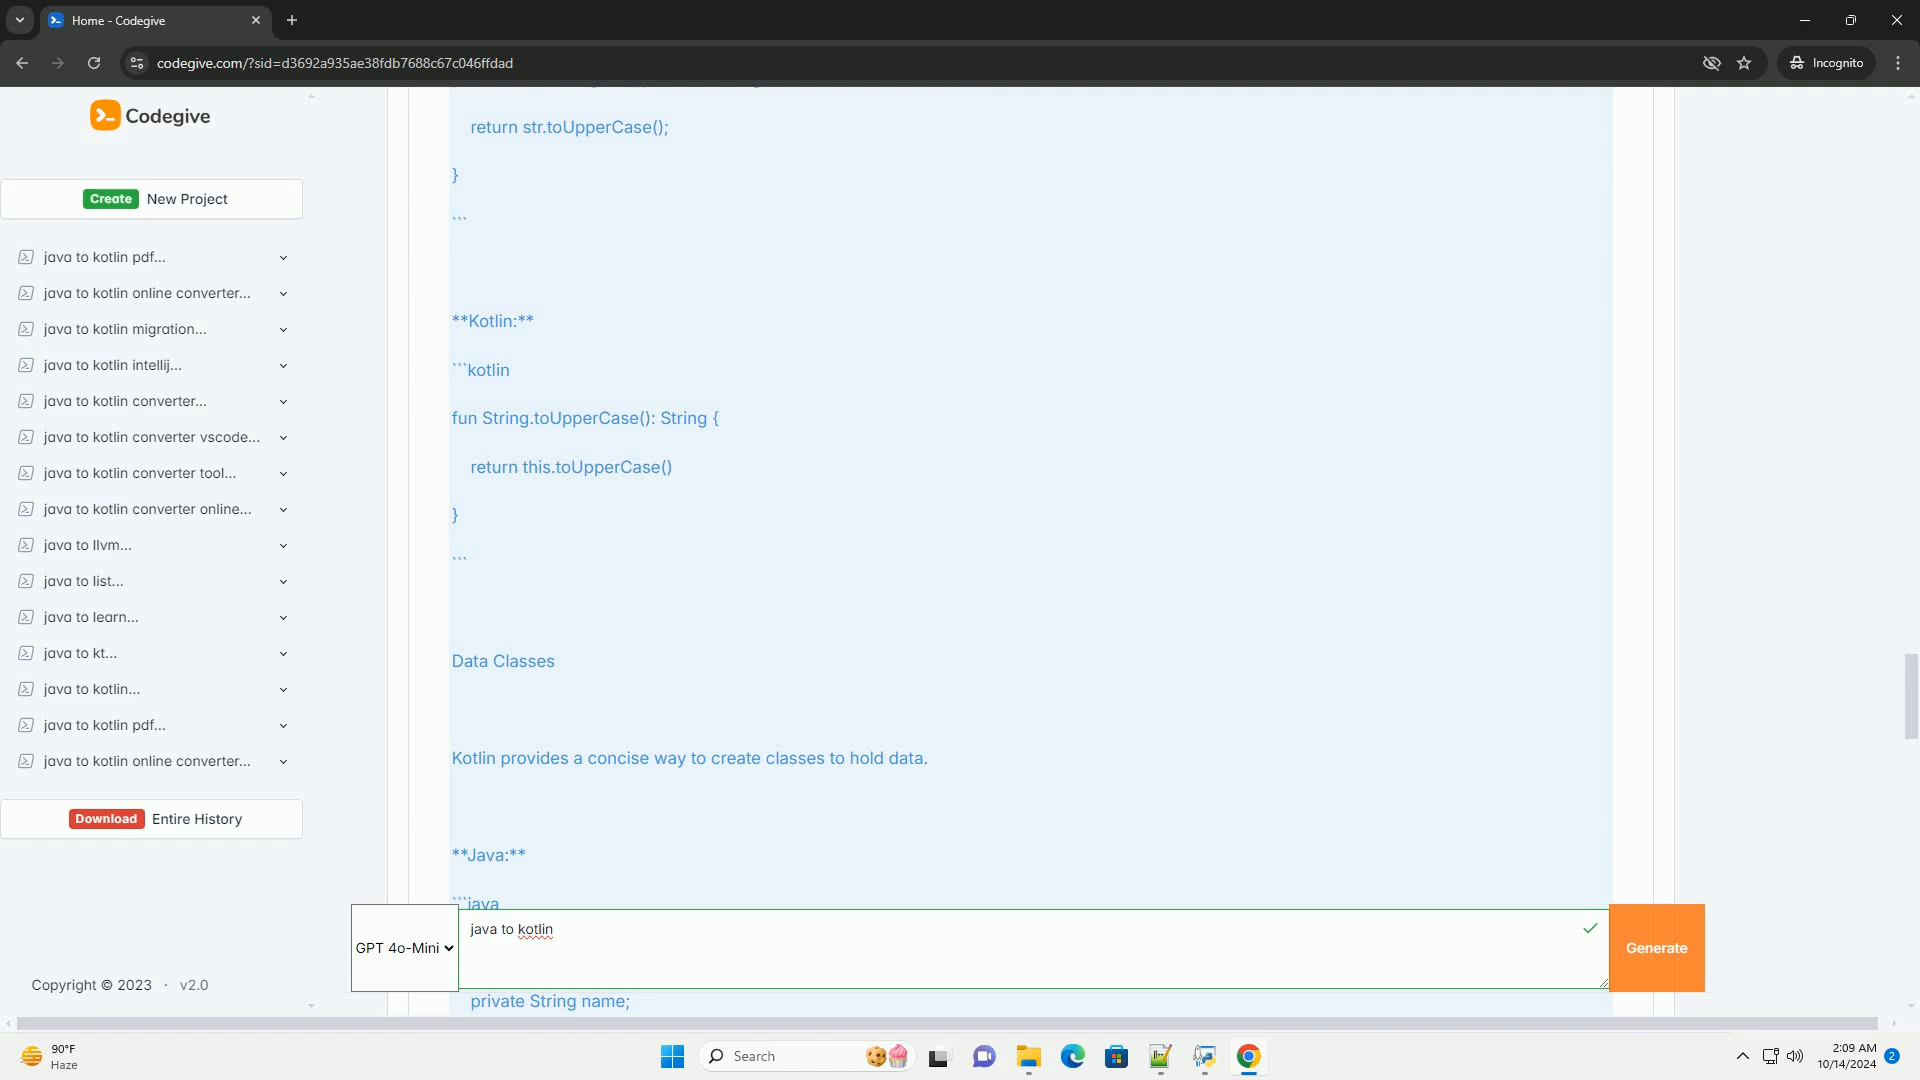 Home - Codegive
codegive.com/?sid=d3692a935ae38fdb7688c67c046ffdad
Incognito
Codegive
Create New Project
java to kotlin pdf...
java to kotlin online converter...
java to kotlin migration...
java to kotlin intellij...
java to kotlin converter...
java to kotlin converter vscode...
java to kotlin converter tool...
java to kotlin converter online...
java to llvm...
java to list...
java to learn...
java to kt...
java to kotlin...
java to kotlin pdf...
java to kotlin online converter...
Download Entire History
Copyright © 2023 · v2.0
return str.toUpperCase();
}
```
**Kotlin:**
```kotlin
fun String.toUpperCase(): String {
return this.toUpperCase()
}
```
Data Classes
Kotlin provides a concise way to create classes to hold data.
**Java:**
```java
GPT 4o-Mini
java to kotlin
Generate
private String name;
90°F
Haze
Search
2:09 AM
10/14/2024
2